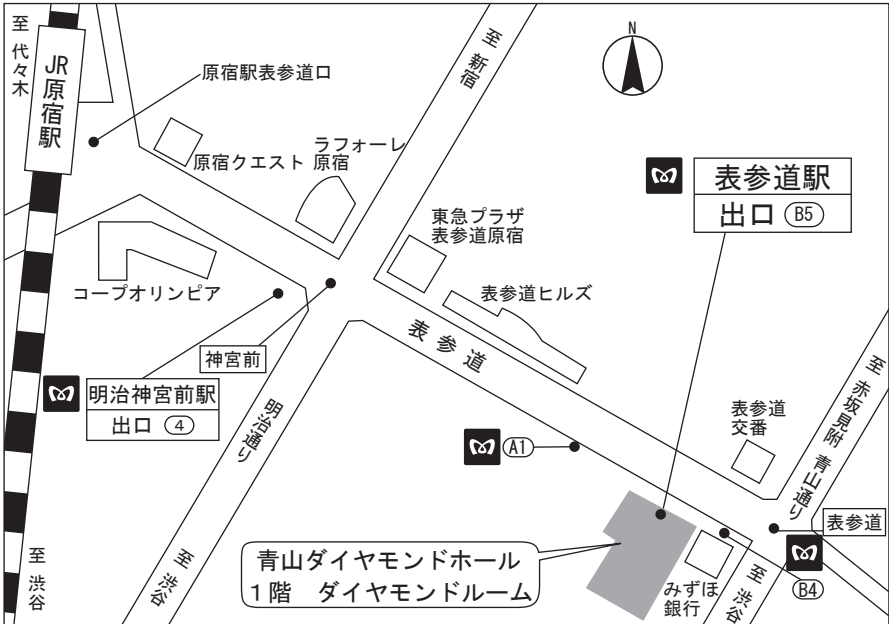 至 代々木
JR原宿駅
原宿駅表参道口
原宿クエスト
ラフォーレ
原宿
至 新宿
N
表参道駅
出口 B5
東急プラザ
表参道原宿
コープオリンピア
表参道ヒルズ
神宮前
表参道
明治神宮前駅
出口 4
明治通り
A1
表参道
交番
至 赤坂見附
青山通り
表参道
至 渋谷
至 渋谷
青山ダイヤモンドホール
1階 ダイヤモンドルーム
みずほ
銀行
至 渋谷
B4